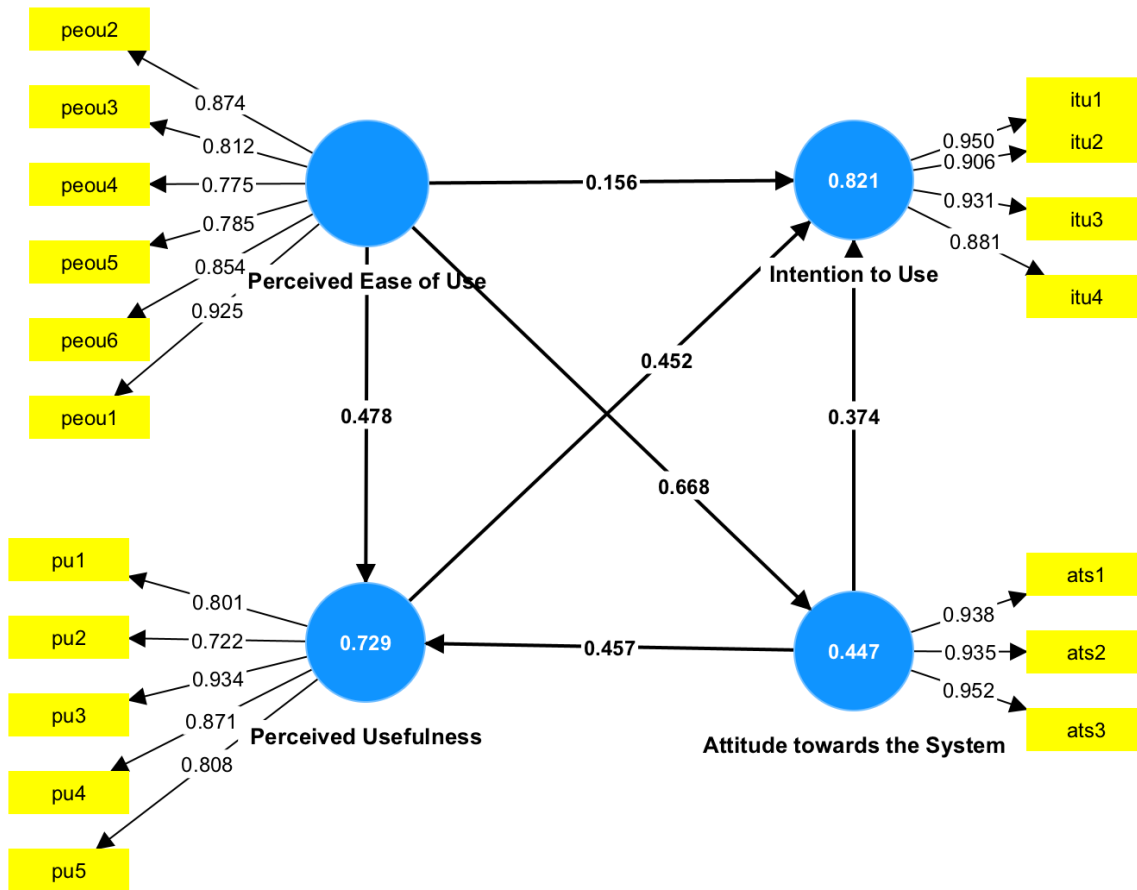 peou2
peou3
peou4
peou5
peou6
peou1
0.874
0.812
0.775
0.785
0.854
0.925
Perceived Ease of Use
0.156
0.821
Intention to Use
0.950
0.906
0.931
0.881
itu1
itu2
itu3
itu4
0.478
0.452
0.668
0.374
pu1
pu2
pu3
pu4
pu5
0.801
0.722
0.934
0.871
0.808
0.729
Perceived Usefulness
0.457
0.447
Attitude towards the System
0.938
0.935
0.952
ats1
ats2
ats3